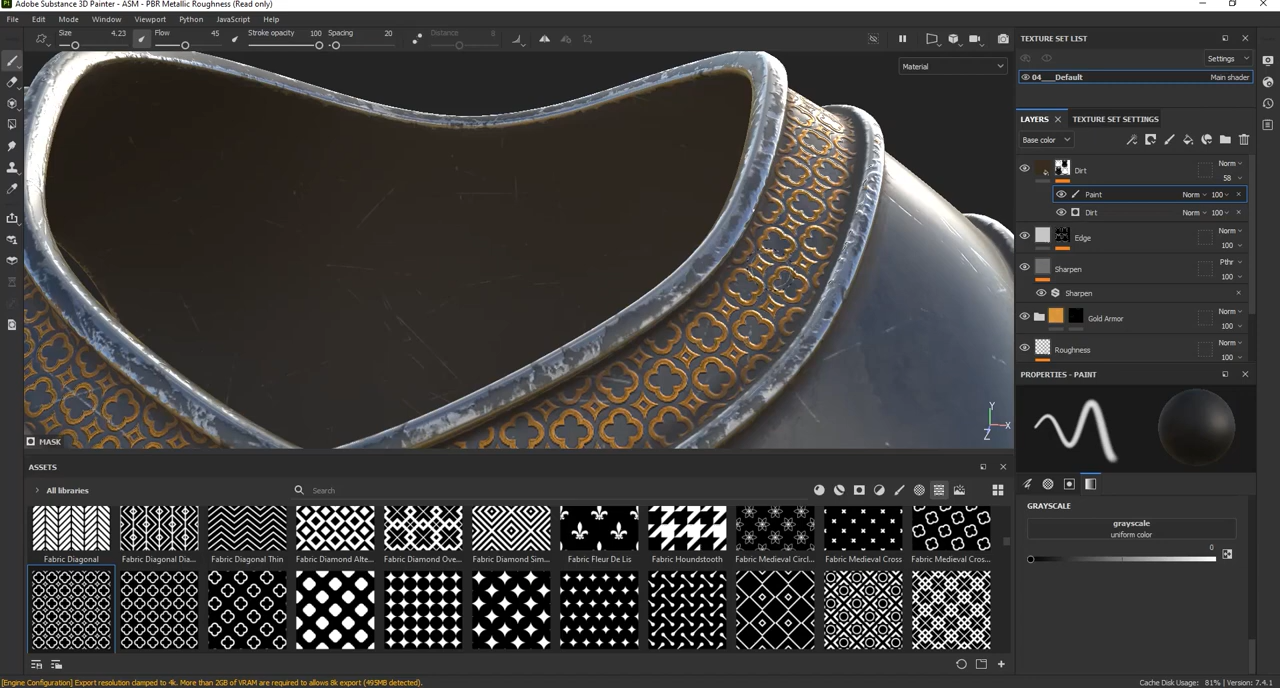 Adobe Substance 3D Painter - ASM - PBR Metallic Roughness (Read only)
File Edit Mode Window Viewport Python JavaScript Help
Size 4.23 Flow 45 Stroke opacity 100 Spacing 20 Distance 8
Material
TEXTURE SET LIST
Settings
04___Default Main shader
LAYERS TEXTURE SET SETTINGS
Base color
Dirt Norm 58
Paint Norm 100
Dirt Norm 100
Edge Norm 100
Sharpen Pthr 100
Sharpen
Gold Armor Norm 100
Roughness Norm 100
PROPERTIES - PAINT
GRAYSCALE
grayscale
uniform color
0
Y
X
Z
MASK
ASSETS
All libraries Search
Fabric Diagonal Fabric Diagonal Dia... Fabric Diagonal Thin Fabric Diamond Alte... Fabric Diamond Ove... Fabric Diamond Sim... Fabric Fleur De Lis Fabric Houndstooth Fabric Medieval Circl... Fabric Medieval Cross Fabric Medieval Cros...
[Engine Configuration] Export resolution clamped to 4k. More than 2GB of VRAM are required to allows 8k export (495MB detected).
Cache Disk Usage: 81% | Version: 7.4.1